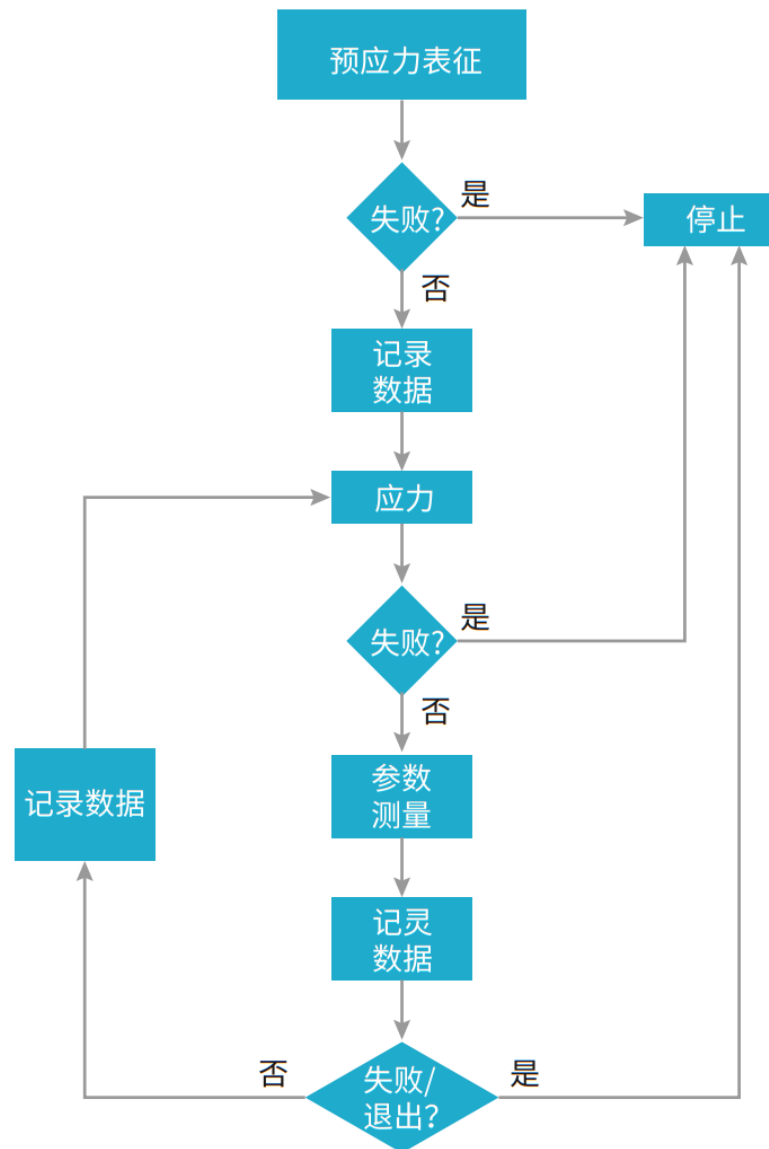 预应力表征
失败?
是
停止
否
记录
数据
应力
失败?
是
否
参数
测量
记录数据
记灵
数据
否
失败/
退出?
是